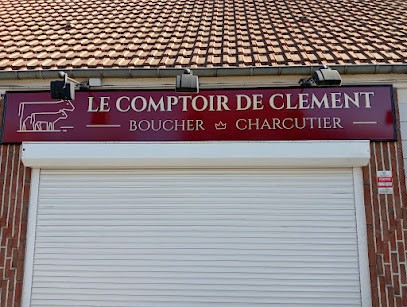 LE COMPTOIR DE CLEMENT
BOUCHER CHARCUTIER